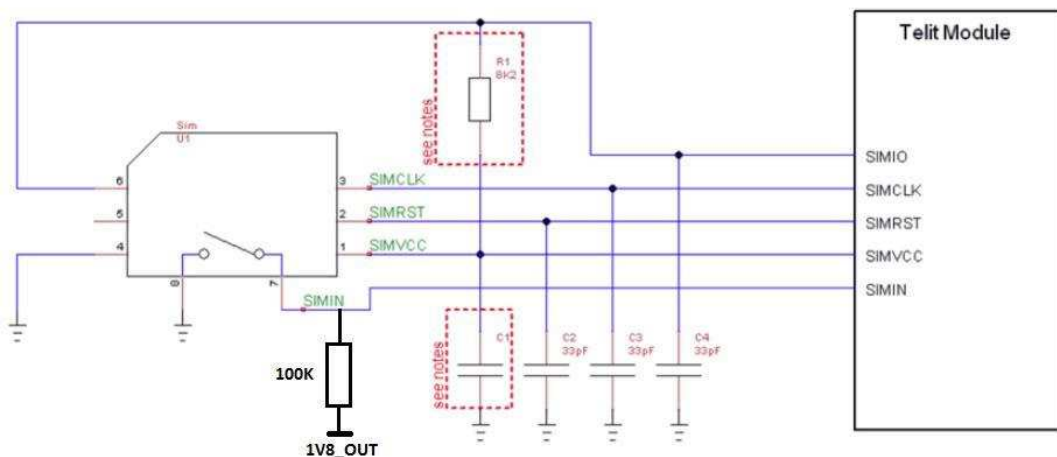 Telit Module
R1
8K2
see notes
Sim
U1
SIMIO
6
3
SIMCLK
SIMCLK
5
2
SIMRST
SIMRST
4
1
SIMVCC
SIMVCC
8
7
SIMIN
SIMIN
see notes
C1
C2
33pF
C3
33pF
C4
33pF
100K
1V8_OUT